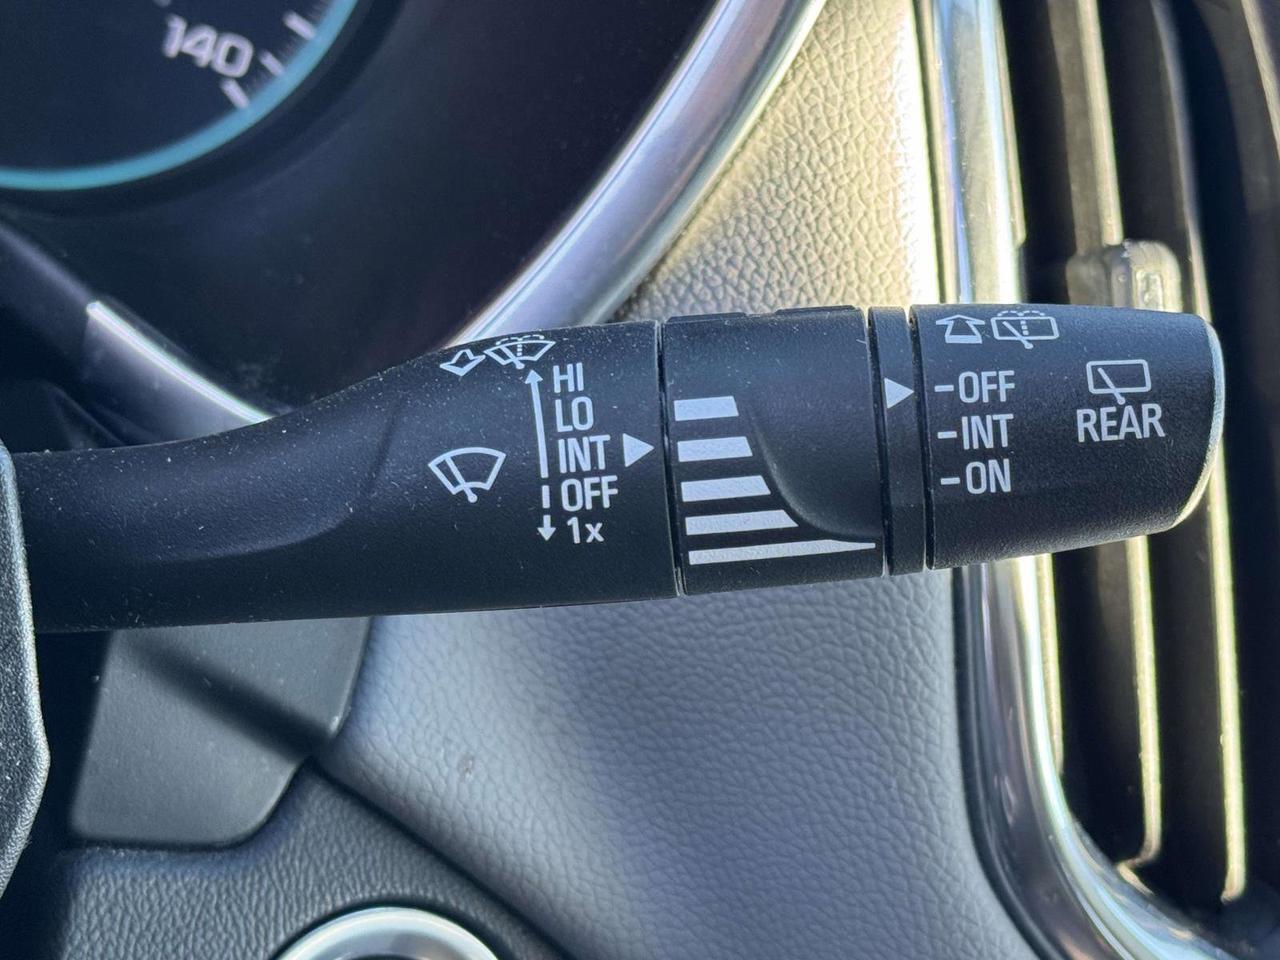 140
HI
LO
INT
OFF
1x
-OFF
-INT
-ON
REAR